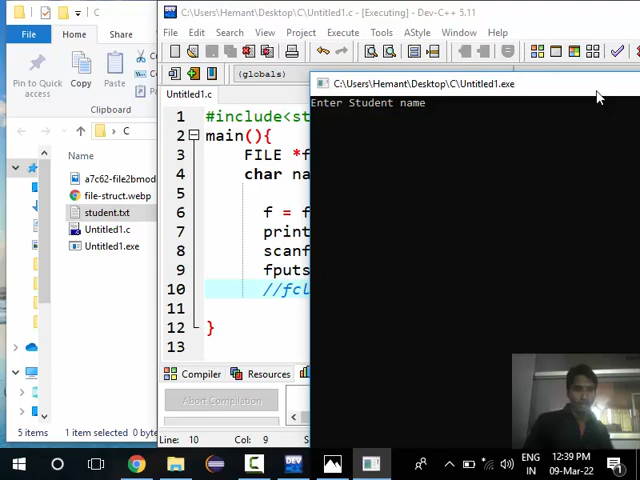 C
C:\Users\Hemant\Desktop\C\Untitled1.c - [Executing] - Dev-C++ 5.11
File Home Share
File Edit Search View Project Execute Tools AStyle Window Help
Pin to Quick access
Copy
Paste
Clipboard
(globals)
C
Name
a7c62-file2bmod
file-struct.webp
student.txt
Untitled1.c
Untitled1.exe
Untitled1.c
1 #include<st
2 main(){
3 FILE *f
4 char na
5
6 f = f
7 print
8 scanf
9 fputs
10 //fcl
11
12 }
13
C:\Users\Hemant\Desktop\C\Untitled1.exe
Enter Student name
Compiler Resources
Abort Compilation
5 items 1 item selected 0 bytes
Line: 10 Col: 9
DEV
ENG
IN
12:39 PM
09-Mar-22
1